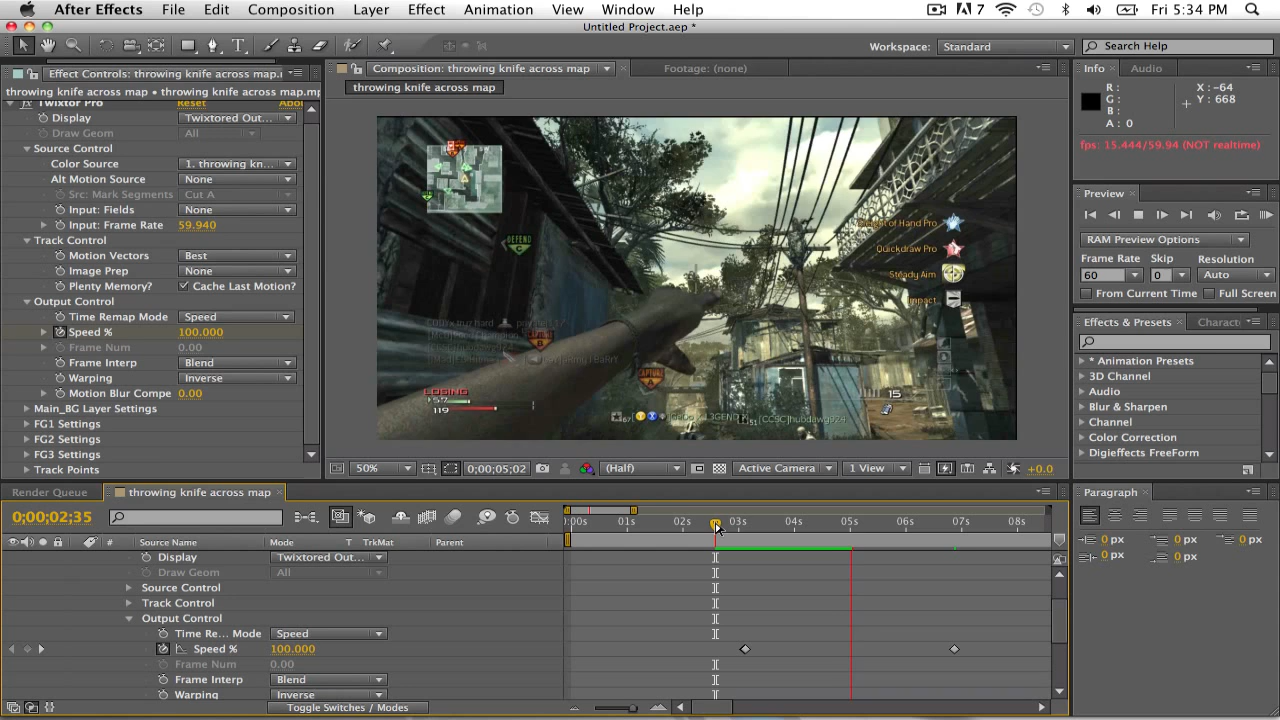 After Effects File Edit Composition Layer Effect Animation View Window Help 7 Fri 5:34 PM
Untitled Project.aep *
T Workspace: Standard Search Help
Effect Controls: throwing knife across map. Composition: throwing knife across map Footage: (none) Info Audio
throwing knife across map • throwing knife across map.mp throwing knife across map
R: X: -64
G: Y: 668
B:
A: 0
fps: 15.444/59.94 (NOT realtime)
fx Twixtor Pro Reset Abou
Display Twixtored Out...
Draw Geom All
Source Control
Color Source 1. throwing kn...
Alt Motion Source None
Src: Mark Segments Cut A
Input: Fields None
Input: Frame Rate 59.940
Track Control
Motion Vectors Best
Image Prep None
Plenty Memory? Cache Last Motion?
Output Control
Time Remap Mode Speed
Speed % 100.000
Frame Num 0.00
Frame Interp Blend
Warping Inverse
Motion Blur Compe 0.00
Main_BG Layer Settings
FG1 Settings
FG2 Settings
FG3 Settings
Track Points
DEFEND
C
Sleight of Hand Pro
Quickdraw Pro
Steady Aim
Impact
CAPTURE
A
LOSING
157
119
15
Preview
RAM Preview Options
Frame Rate Skip Resolution
60 0 Auto
From Current Time Full Screen
Effects & Presets Charact
* Animation Presets
3D Channel
Audio
Blur & Sharpen
Channel
Color Correction
Digieffects FreeForm
50% 0;00;05;02 (Half) Active Camera 1 View +0.0
Render Queue throwing knife across map
0;00;02;35 0:00s 01s 02s 03s 04s 05s 06s 07s 08s
# Source Name Mode T TrkMat Parent
Display Twixtored Out...
Draw Geom All
Source Control
Track Control
Output Control
Time Re... Mode Speed
Speed % 100.000
Frame Num 0.00
Frame Interp Blend
Warping Inverse
Toggle Switches / Modes
Paragraph
0 px 0 px 0 px
0 px 0 px